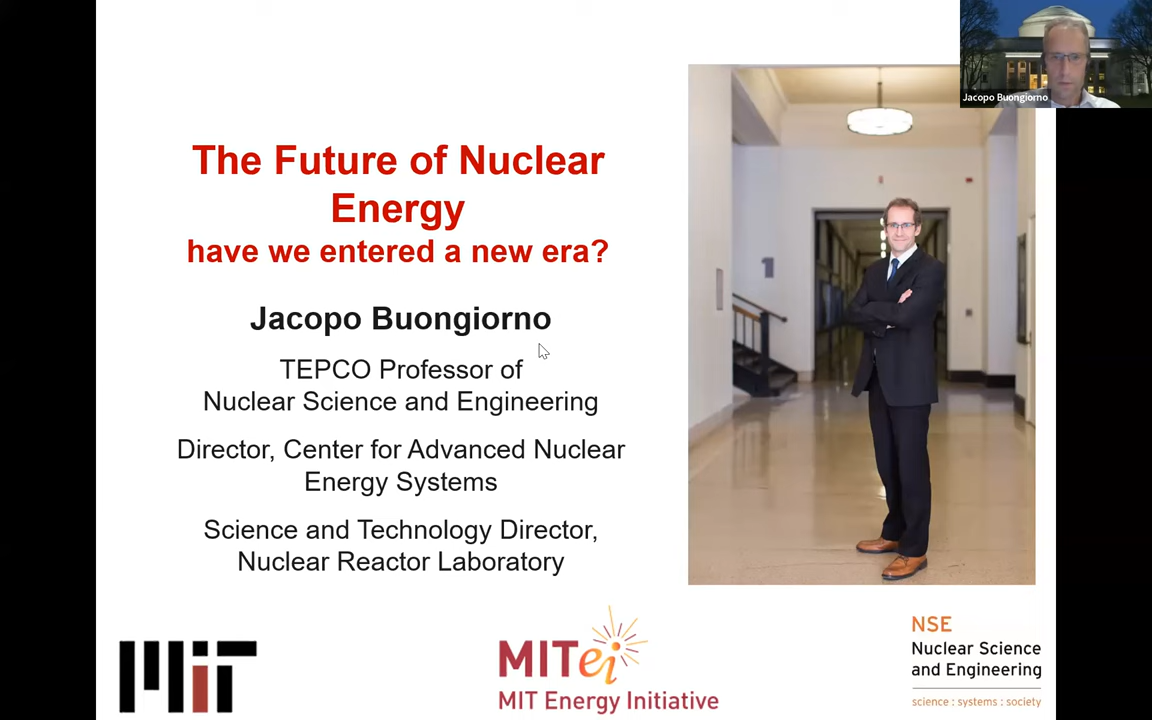 The Future of Nuclear
Energy
have we entered a new era?
Jacopo Buongiorno
TEPCO Professor of
Nuclear Science and Engineering
Director, Center for Advanced Nuclear
Energy Systems
Science and Technology Director,
Nuclear Reactor Laboratory
Jacopo Buongiorno
MIT
MITei
MIT Energy Initiative
NSE
Nuclear Science
and Engineering
science : systems : society